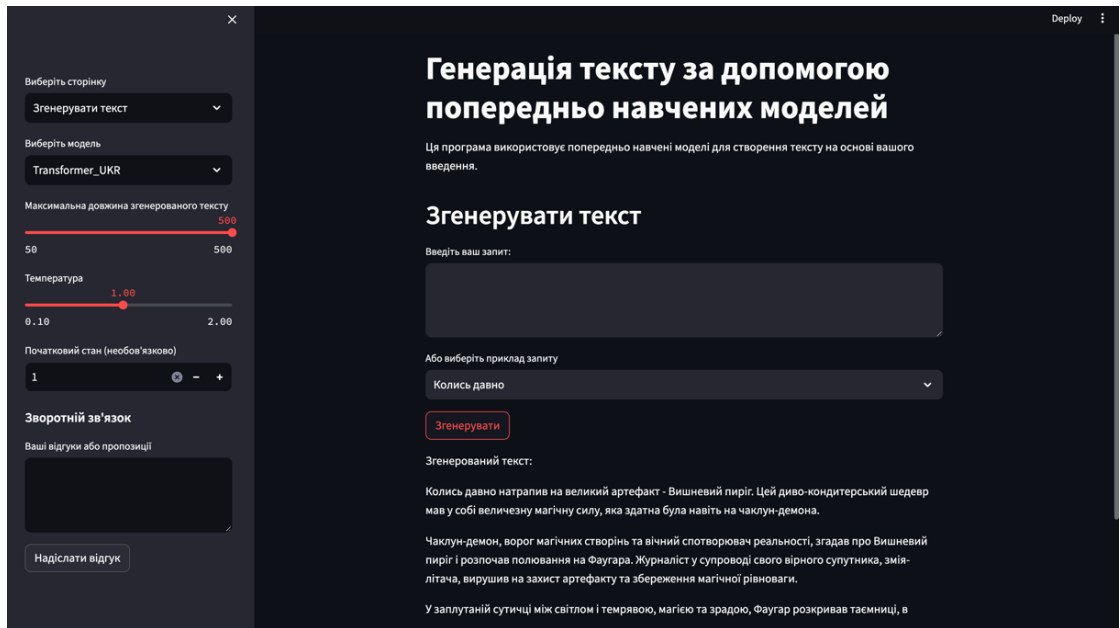 Deploy
Виберіть сторінку
Згенерувати текст
Виберіть модель
Transformer_UKR
Максимальна довжина згенерованого тексту
500
50 500
Температура
1.00
0.10 2.00
Початковий стан (необов'язково)
1 − +
Зворотній зв'язок
Ваші відгуки або пропозиції
Надіслати відгук
Генерація тексту за допомогою
попередньо навчених моделей
Ця програма використовує попередньо навчені моделі для створення тексту на основі вашого
введення.
Згенерувати текст
Введіть ваш запит:
Або виберіть приклад запиту
Колись давно
Згенерувати
Згенерований текст:
Колись давно натрапив на великий артефакт - Вишневий пиріг. Цей диво-кондитерський шедевр
мав у собі величезну магічну силу, яка здатна була навіть на чаклун-демона.
Чаклун-демон, ворог магічних створінь та вічний спотворювач реальності, згадав про Вишневий
пиріг і розпочав полювання на Фаугара. Журналіст у супроводі свого вірного супутника, змія-
літача, вирушив на захист артефакту та збереження магічної рівноваги.
У заплутаній сутичці між світлом і темрявою, магією та зрадою, Фаугар розкривав таємниці, в